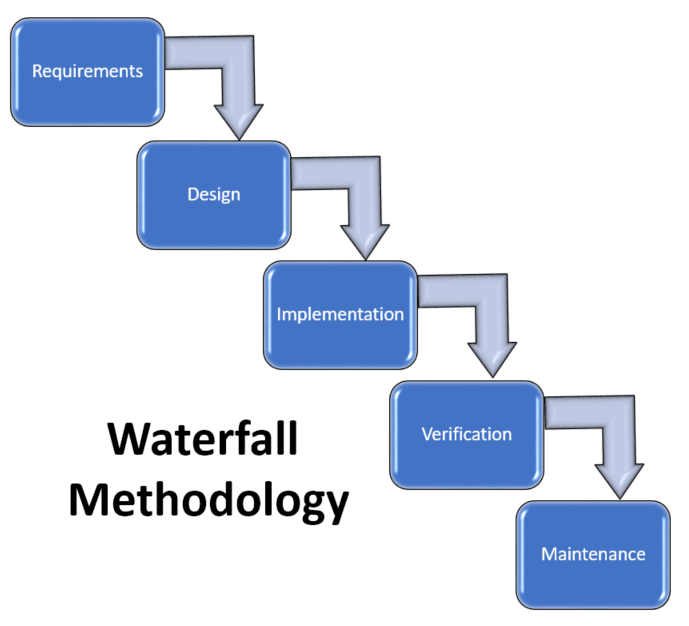 Requirements
Design
Implementation
Verification
Maintenance
Waterfall
Methodology